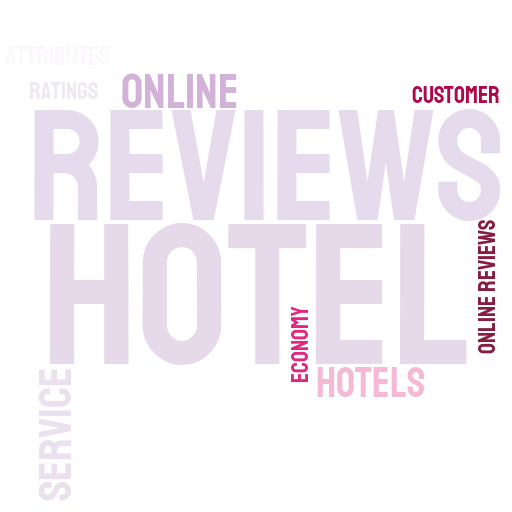 ATTRIBUTES
RATINGS
ONLINE
CUSTOMER
REVIEWS
HOTEL
ONLINE REVIEWS
ECONOMY
HOTELS
SERVICE